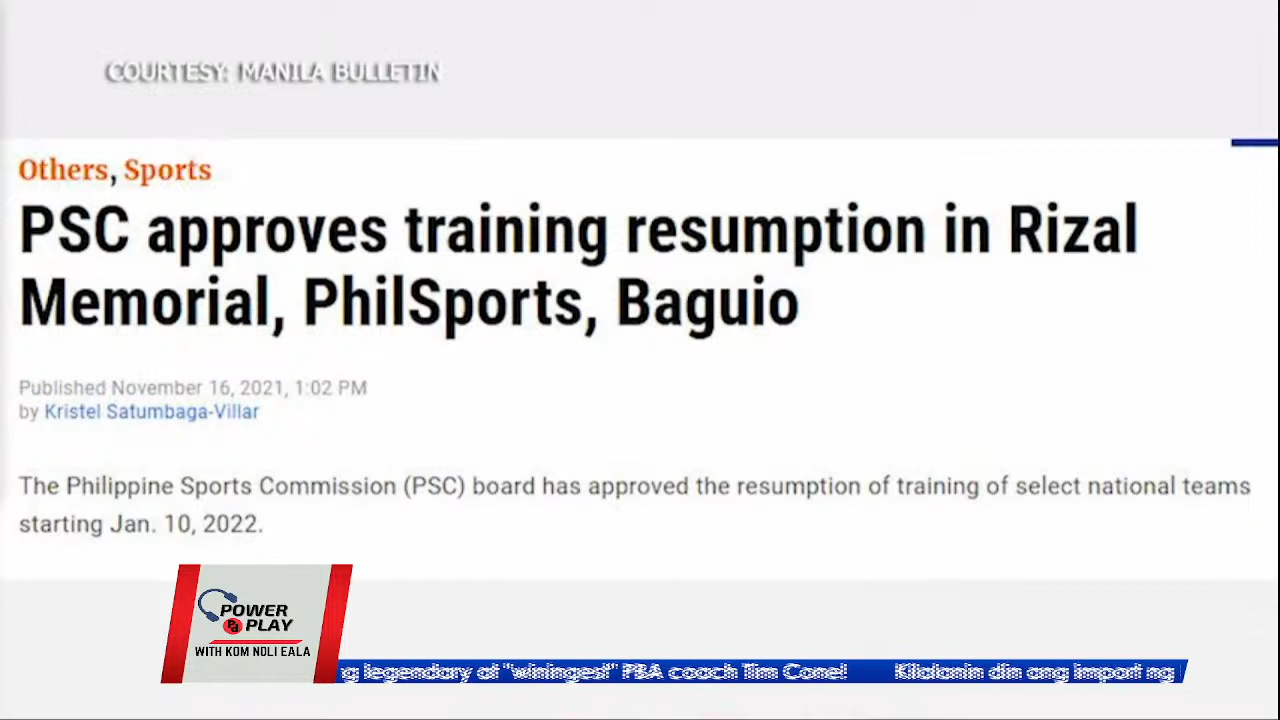 COURTESY: MANILA BULLETIN
Others, Sports
PSC approves training resumption in Rizal
Memorial, PhilSports, Baguio
Published November 16, 2021, 1:02 PM
by Kristel Satumbaga-Villar
The Philippine Sports Commission (PSC) board has approved the resumption of training of select national teams
starting Jan. 10, 2022.
POWER
PLAY
WITH KOM NOLI EALA
g legendary at "winingest" PBA coach Tim Cone! Kilalanin din ang import ng